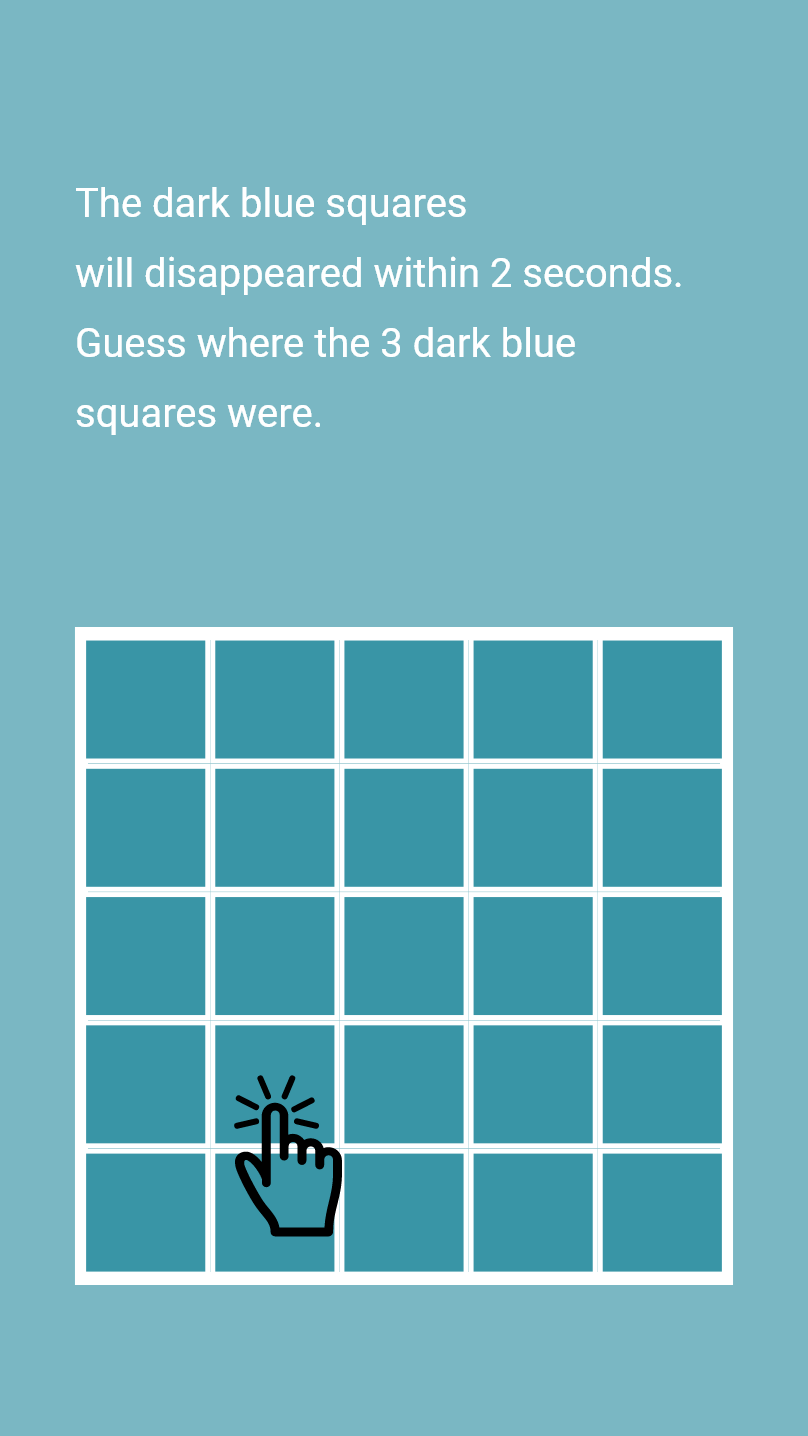 The dark blue squares
will disappeared within 2 seconds.
Guess where the 3 dark blue
squares were.